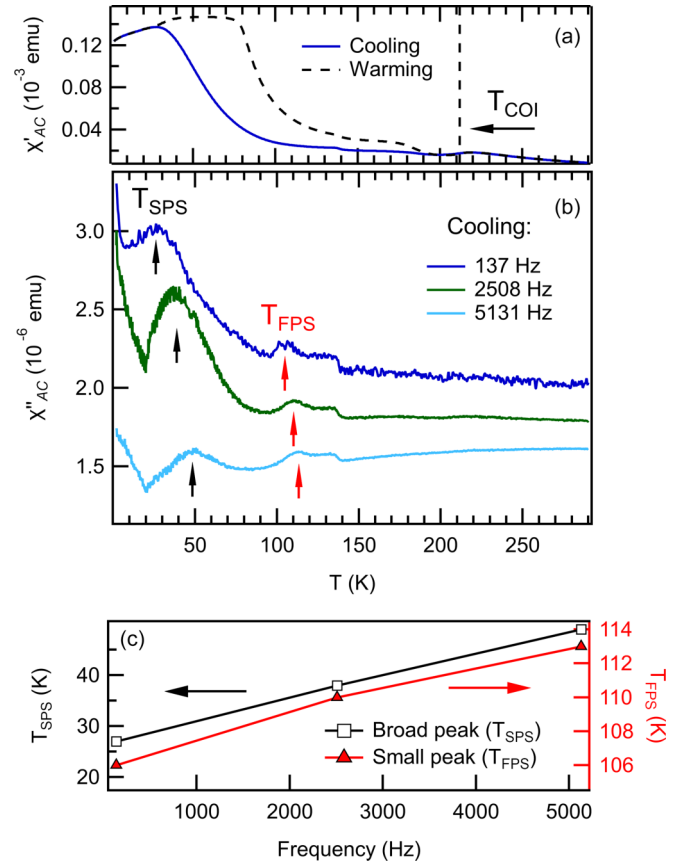 (a)
0.12
0.08
0.04
χ'AC (10⁻³ emu)
Cooling
Warming
TCOI
(b)
TSPS
3.0
2.5
2.0
1.5
χ''AC (10⁻⁶ emu)
Cooling:
137 Hz
2508 Hz
5131 Hz
TFPS
50 100 150 200 250
T (K)
(c)
40
30
20
TSPS (K)
114
112
110
108
106
TFPS (K)
Broad peak (TSPS)
Small peak (TFPS)
1000 2000 3000 4000 5000
Frequency (Hz)